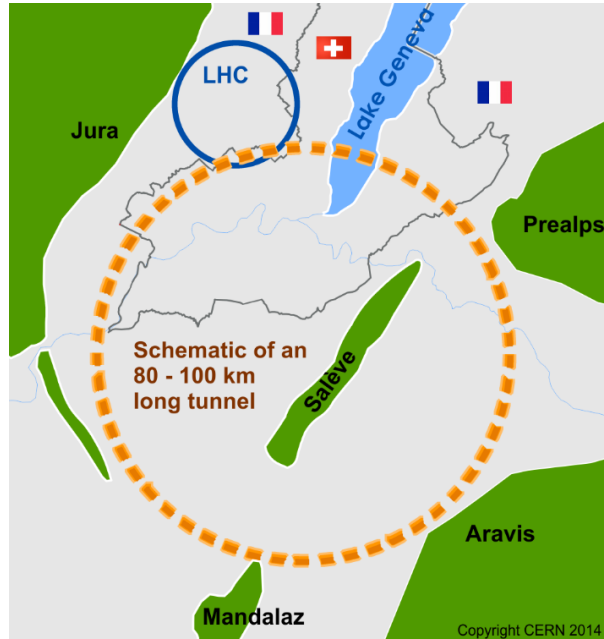 LHC
Lake Geneva
Jura
Prealps
Schematic of an
80 - 100 km
long tunnel
Salève
Aravis
Mandalaz
Copyright CERN 2014